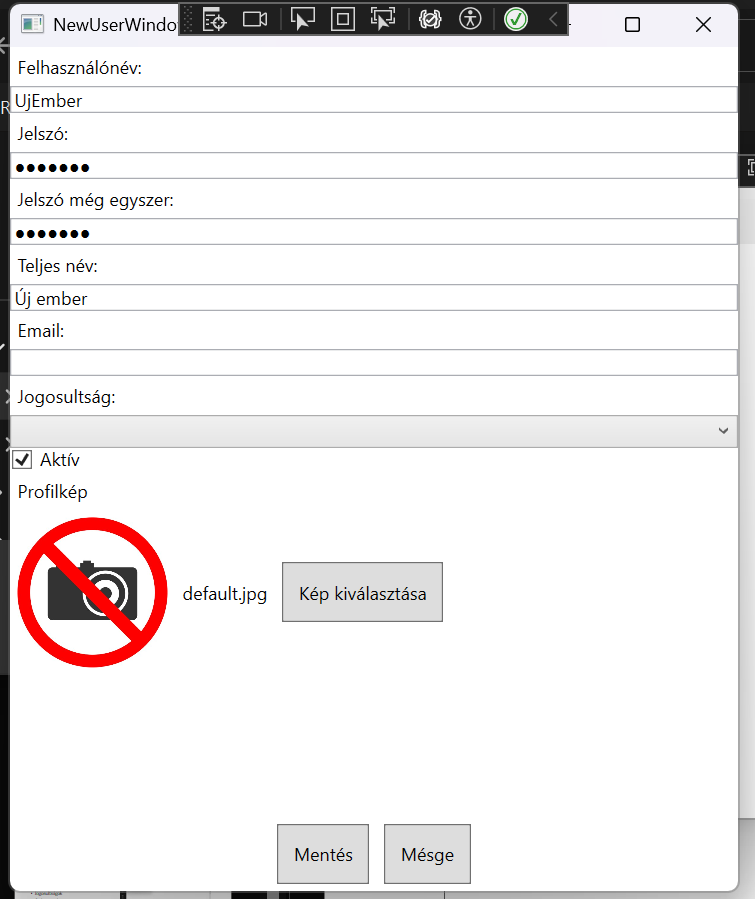 NewUserWindo
Felhasználónév:
UjEmber
Jelszó:
●●●●●●●
Jelszó még egyszer:
●●●●●●●
Teljes név:
Új ember
Email:
Jogosultság:
Aktív
Profilkép
default.jpg Kép kiválasztása
Mentés Mésge